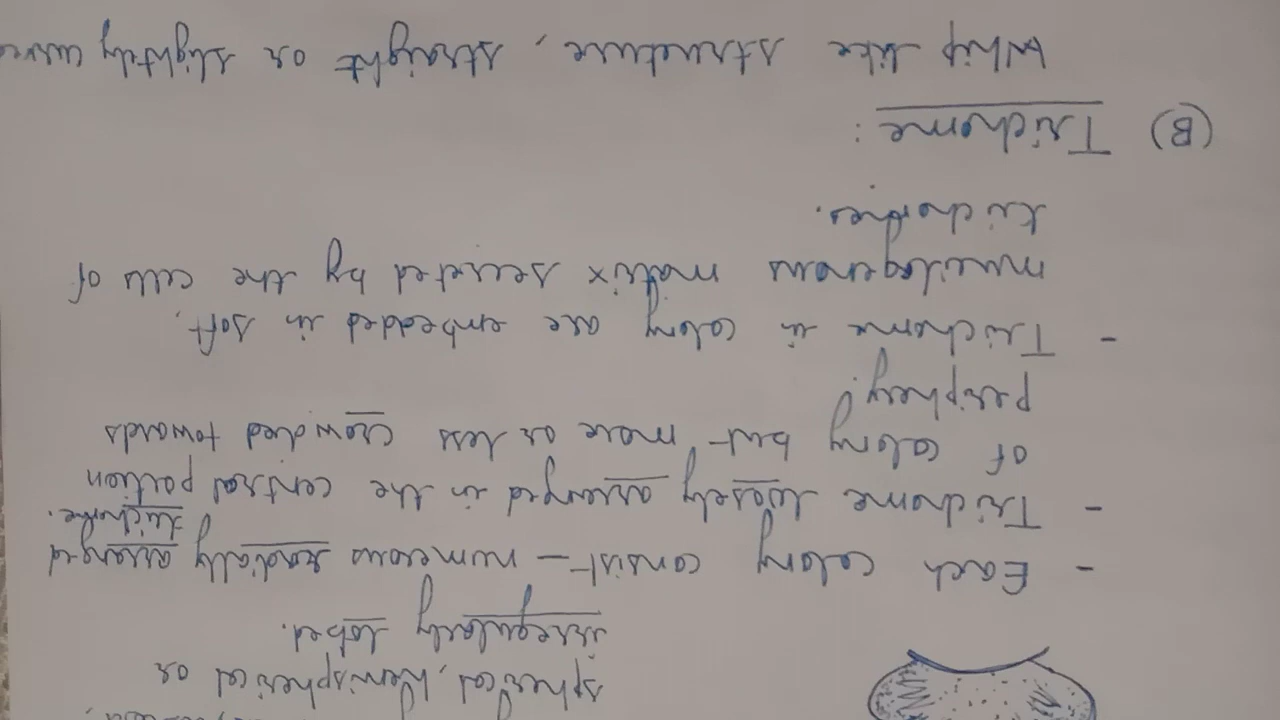 spherical, hemispherical or
irregularly lobed.
- Each colony consist - numerous radially arranged
trichome.
- Trichome loosely arranged in the central portion
of colony but more or less crowded towards
periphery.
- Trichome in colony are embedded in soft,
mucilagenous matrix secreted by the cells of
trichomes.
(B) Trichome :
Whip like structure, straight or slightly